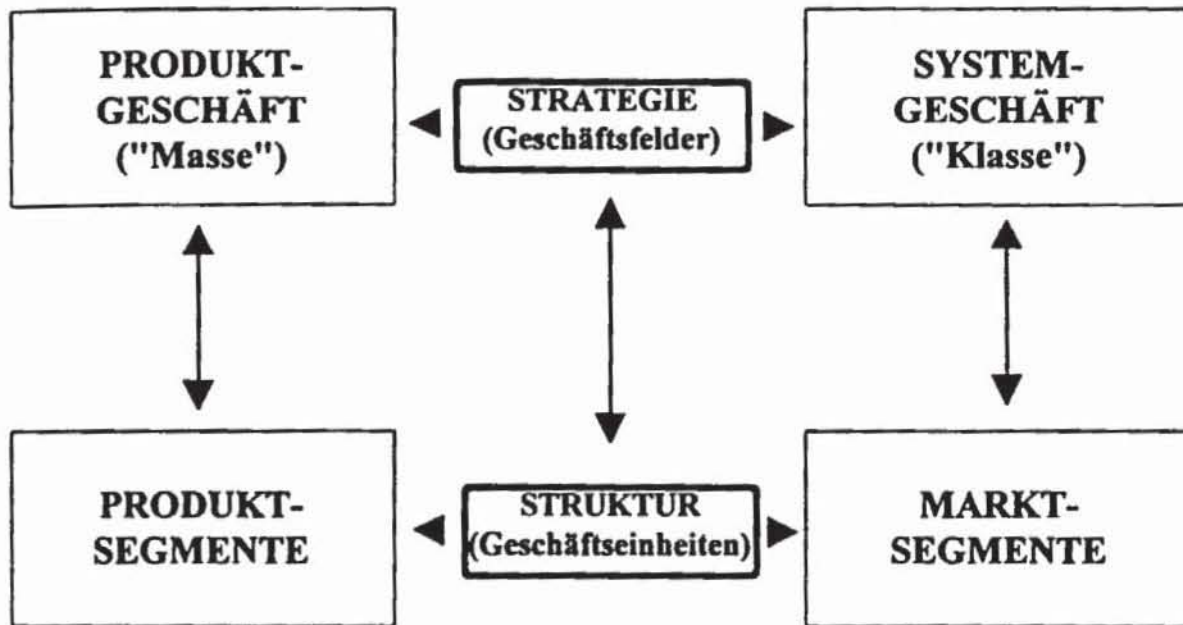 PRODUKT-
GESCHÄFT
("Masse")
STRATEGIE
(Geschäftsfelder)
SYSTEM-
GESCHÄFT
("Klasse")
PRODUKT-
SEGMENTE
STRUKTUR
(Geschäftseinheiten)
MARKT-
SEGMENTE